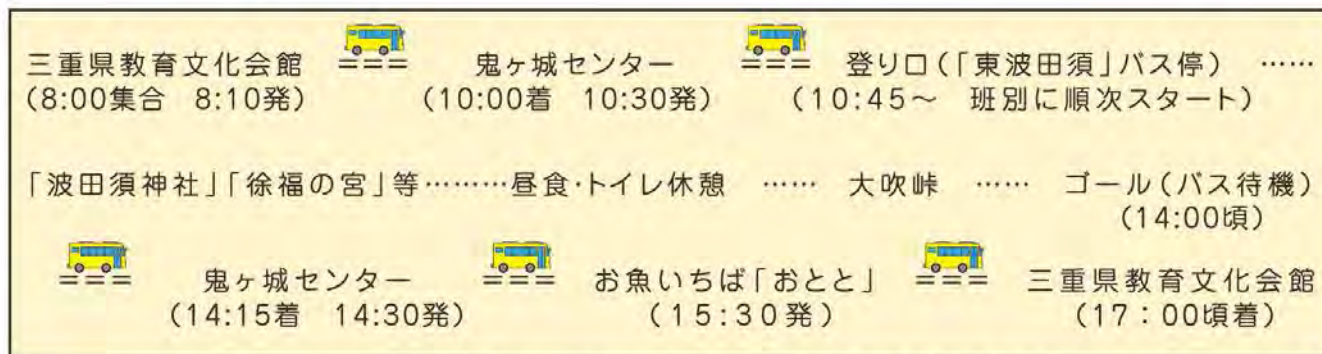 三重県教育文化会館 === 鬼ヶ城センター === 登り口(「東波田須」バス停) ……
(8:00集合 8:10発) (10:00着 10:30発) (10:45～ 班別に順次スタート)
「波田須神社」「徐福の宮」等………昼食・トイレ休憩 …… 大吹峠 …… ゴール(バス待機)
(14:00頃)
=== 鬼ヶ城センター === お魚いちば「おとと」 === 三重県教育文化会館
(14:15着 14:30発) (15:30発) (17：00頃着)